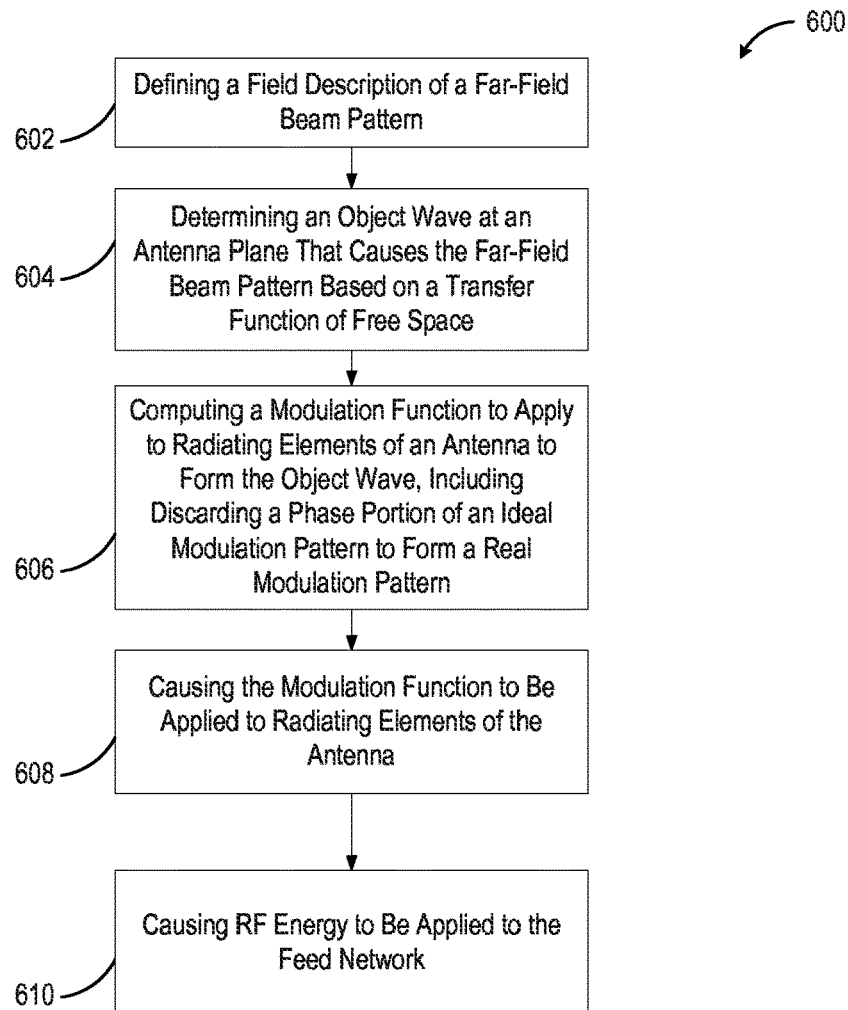 600
Defining a Field Description of a Far-Field
Beam Pattern
602
Determining an Object Wave at an
Antenna Plane That Causes the Far-Field
Beam Pattern Based on a Transfer
Function of Free Space
604
Computing a Modulation Function to Apply
to Radiating Elements of an Antenna to
Form the Object Wave, Including
Discarding a Phase Portion of an Ideal
Modulation Pattern to Form a Real
Modulation Pattern
606
Causing the Modulation Function to Be
Applied to Radiating Elements of the
Antenna
608
Causing RF Energy to Be Applied to the
Feed Network
610